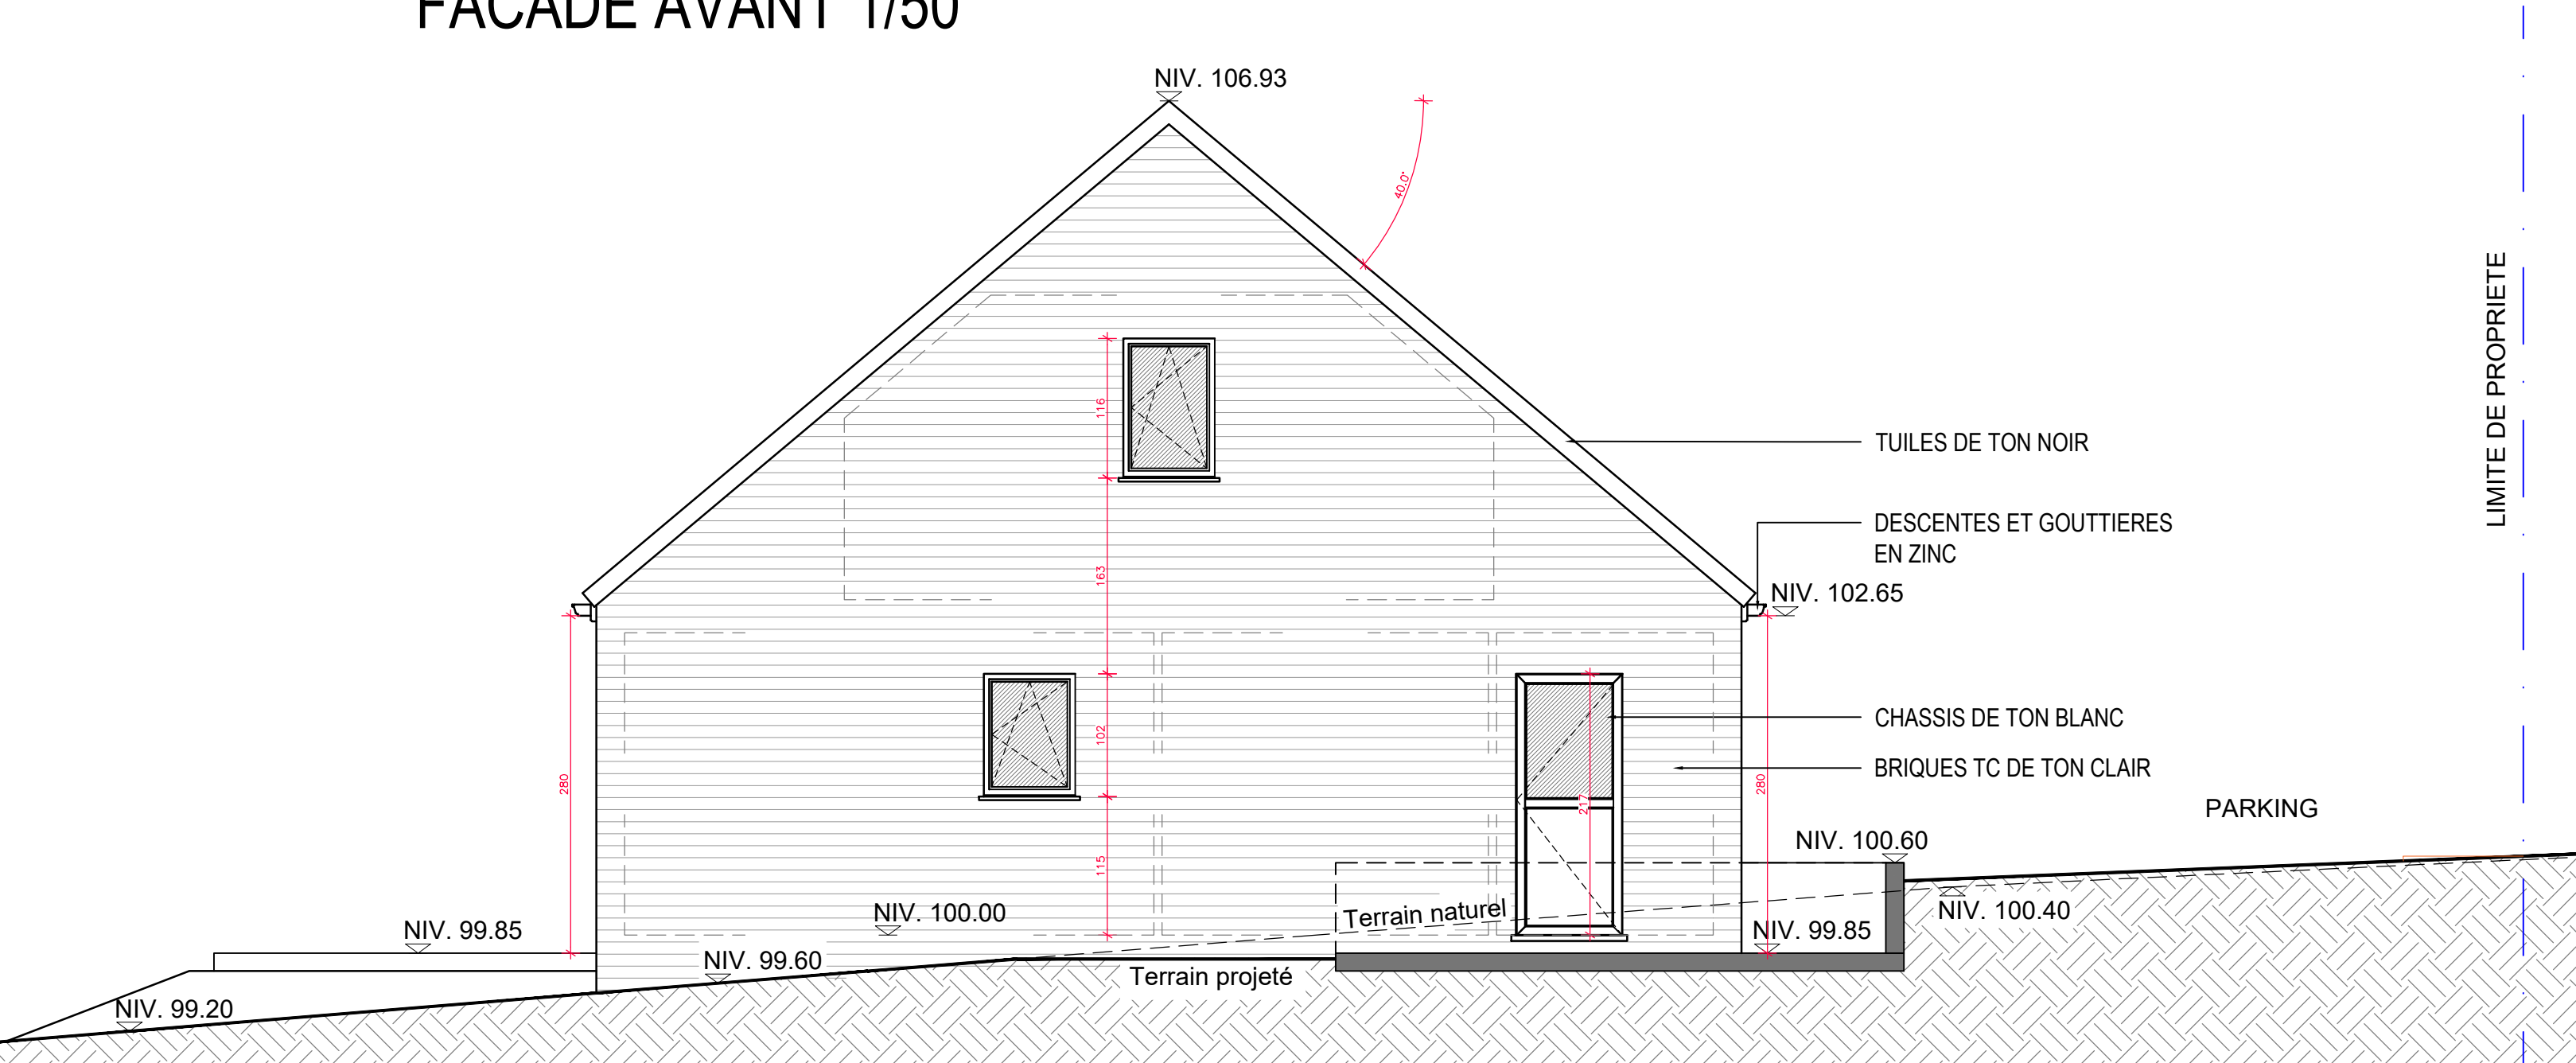 FACADE AVANT 1/50
NIV. 106.93
40.0°
LIMITE DE PROPRIETE
116
TUILES DE TON NOIR
DESCENTES ET GOUTTIERES
EN ZINC
163
NIV. 102.65
CHASSIS DE TON BLANC
102
BRIQUES TC DE TON CLAIR
280
217
280
PARKING
NIV. 100.60
115
NIV. 100.00
Terrain naturel
NIV. 100.40
NIV. 99.85
NIV. 99.85
NIV. 99.60
Terrain projeté
NIV. 99.20